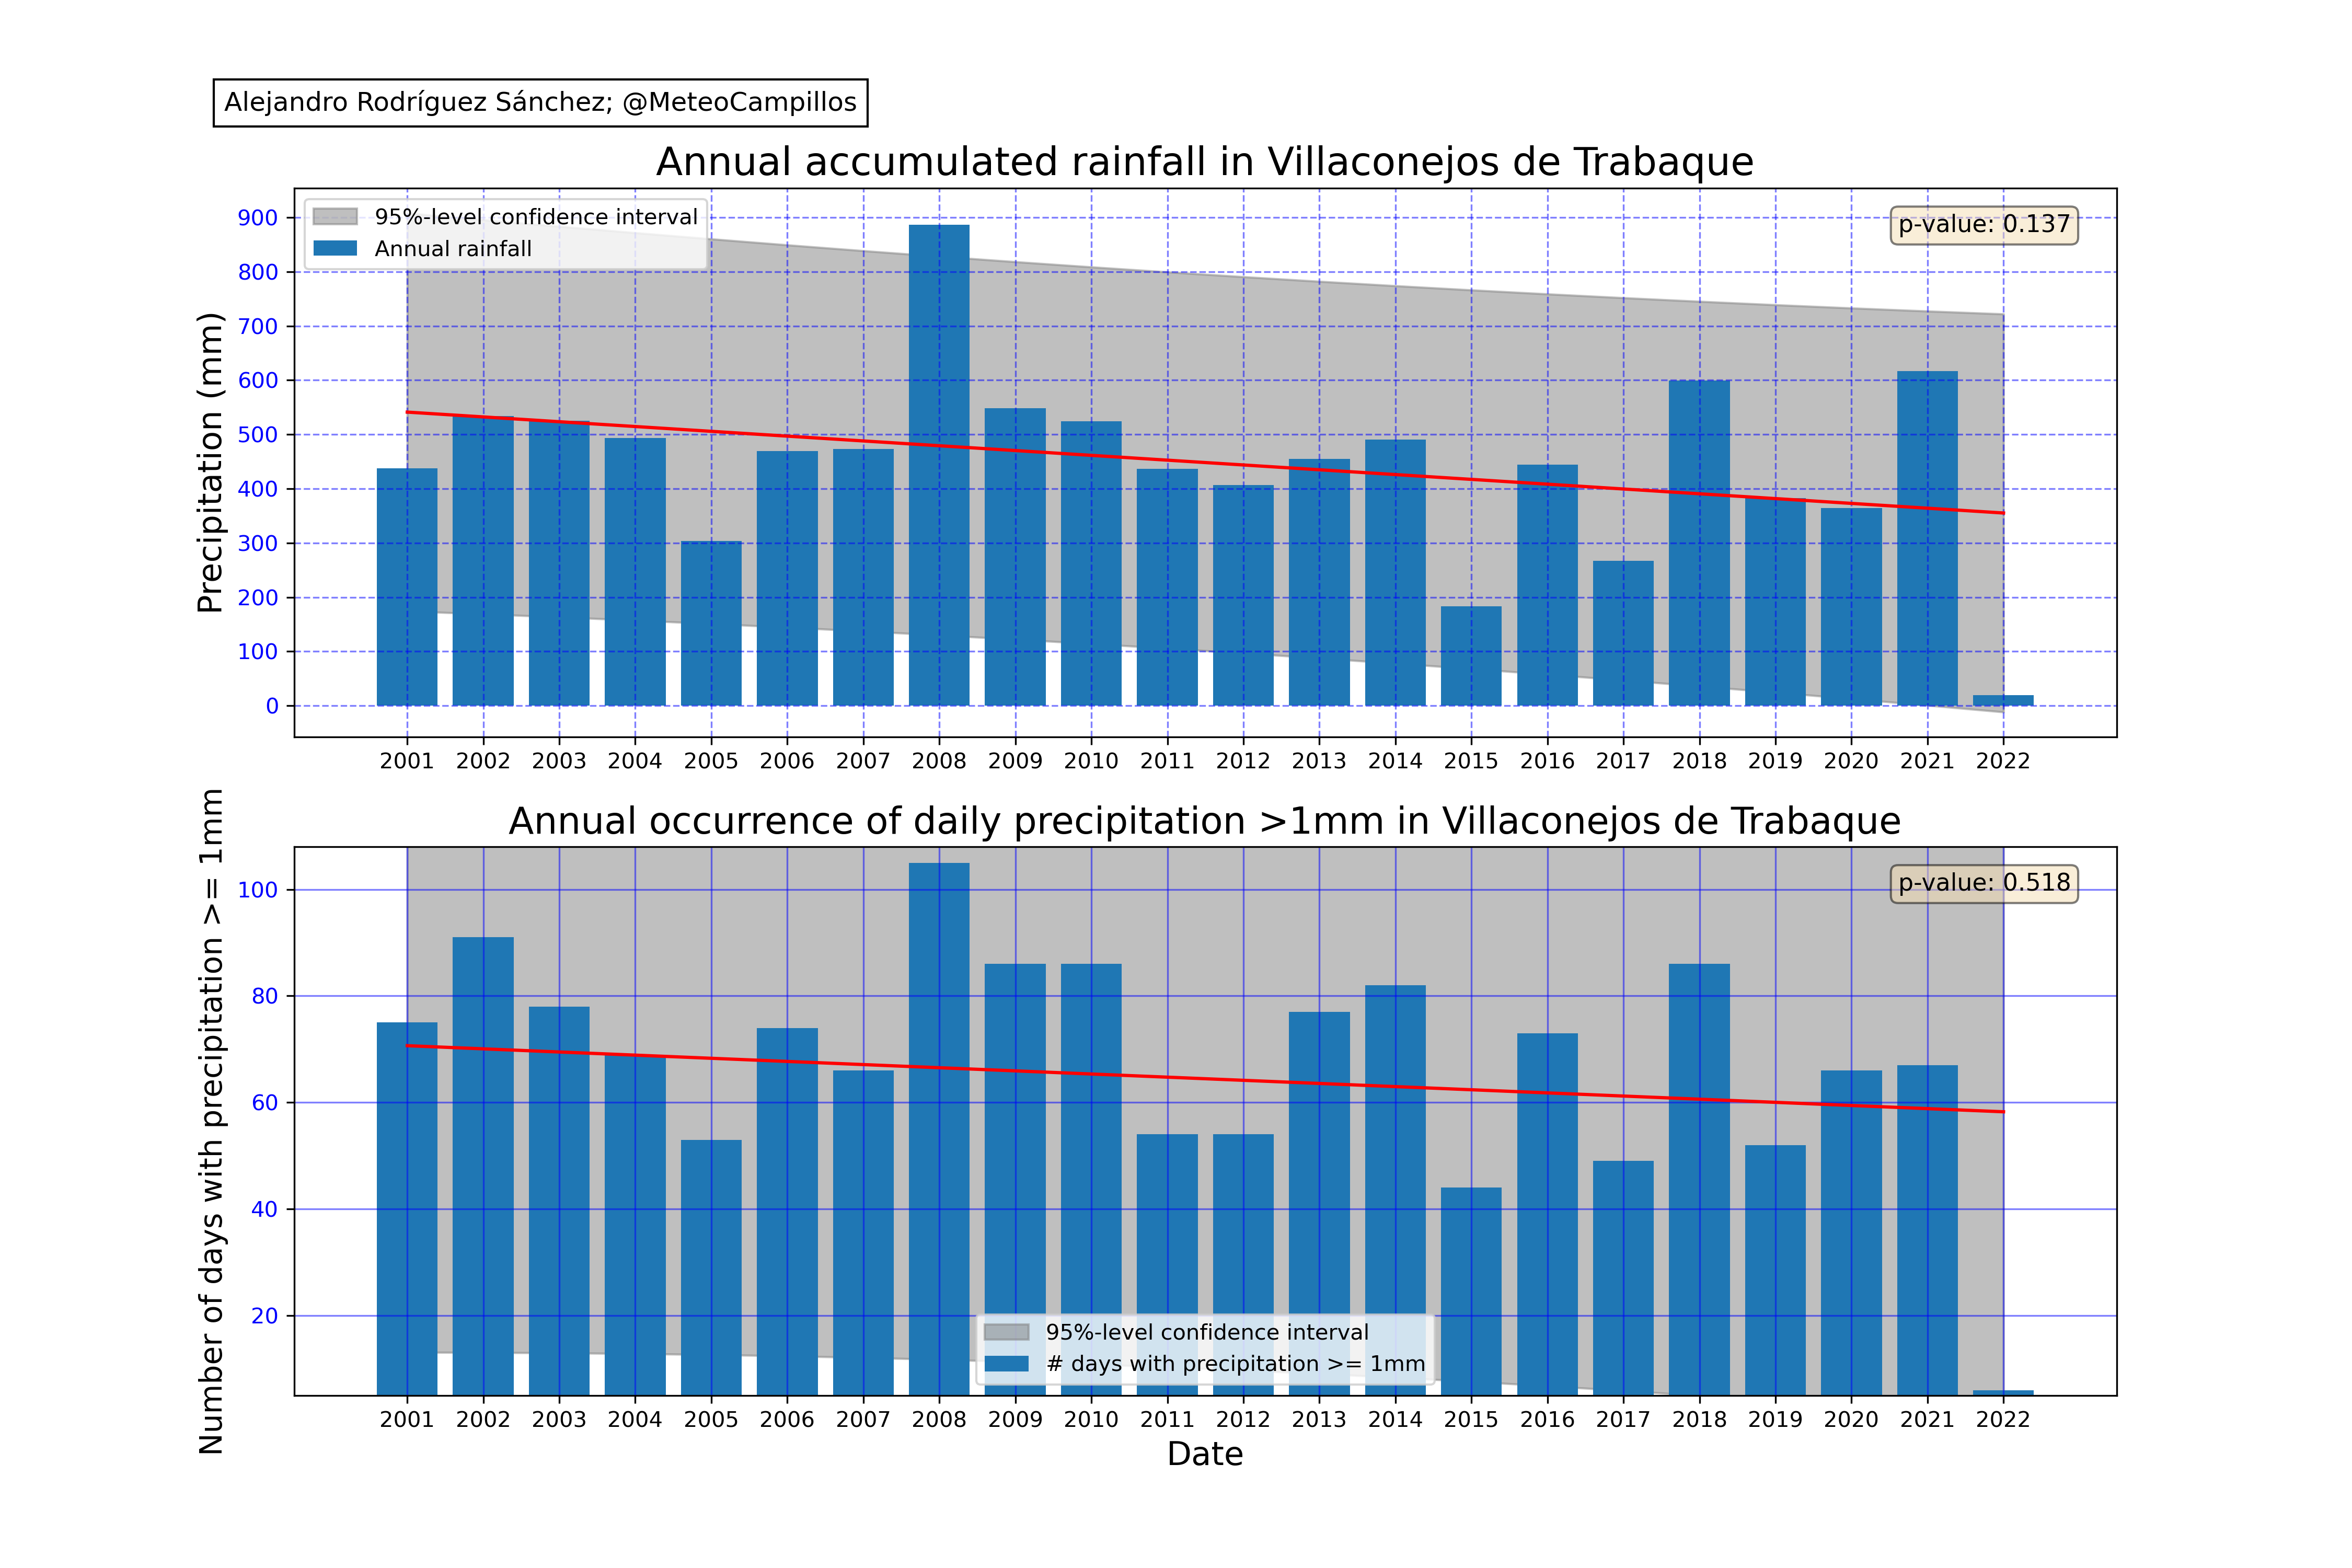 Alejandro Rodríguez Sánchez; @MeteoCampillos
Annual accumulated rainfall in Villaconejos de Trabaque
95%-level confidence interval
Annual rainfall
p-value: 0.137
Precipitation (mm)
900
800
700
600
500
400
300
200
100
0
2001 2002 2003 2004 2005 2006 2007 2008 2009 2010 2011 2012 2013 2014 2015 2016 2017 2018 2019 2020 2021 2022
Annual occurrence of daily precipitation >1mm in Villaconejos de Trabaque
p-value: 0.518
Number of days with precipitation >= 1mm
100
80
60
40
20
95%-level confidence interval
# days with precipitation >= 1mm
2001 2002 2003 2004 2005 2006 2007 2008 2009 2010 2011 2012 2013 2014 2015 2016 2017 2018 2019 2020 2021 2022
Date